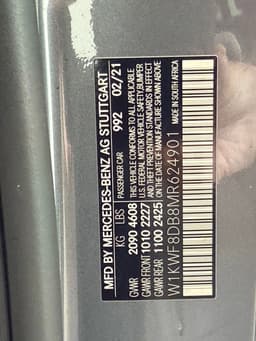 MFD BY MERCEDES-BENZ AG STUTTGART
PASSENGER CAR 992 02/21
KG LBS
GVWR 2090 4608
GAWR FRONT 1010 2227
GAWR REAR 1100 2425
THIS VEHICLE CONFORMS TO ALL APPLICABLE
U.S. FEDERAL MOTOR VEHICLE SAFETY, BUMPER
AND THEFT PREVENTION STANDARDS IN EFFECT
ON THE DATE OF MANUFACTURE SHOWN ABOVE
W1KWF8DB8MR624901
MADE IN SOUTH AFRICA